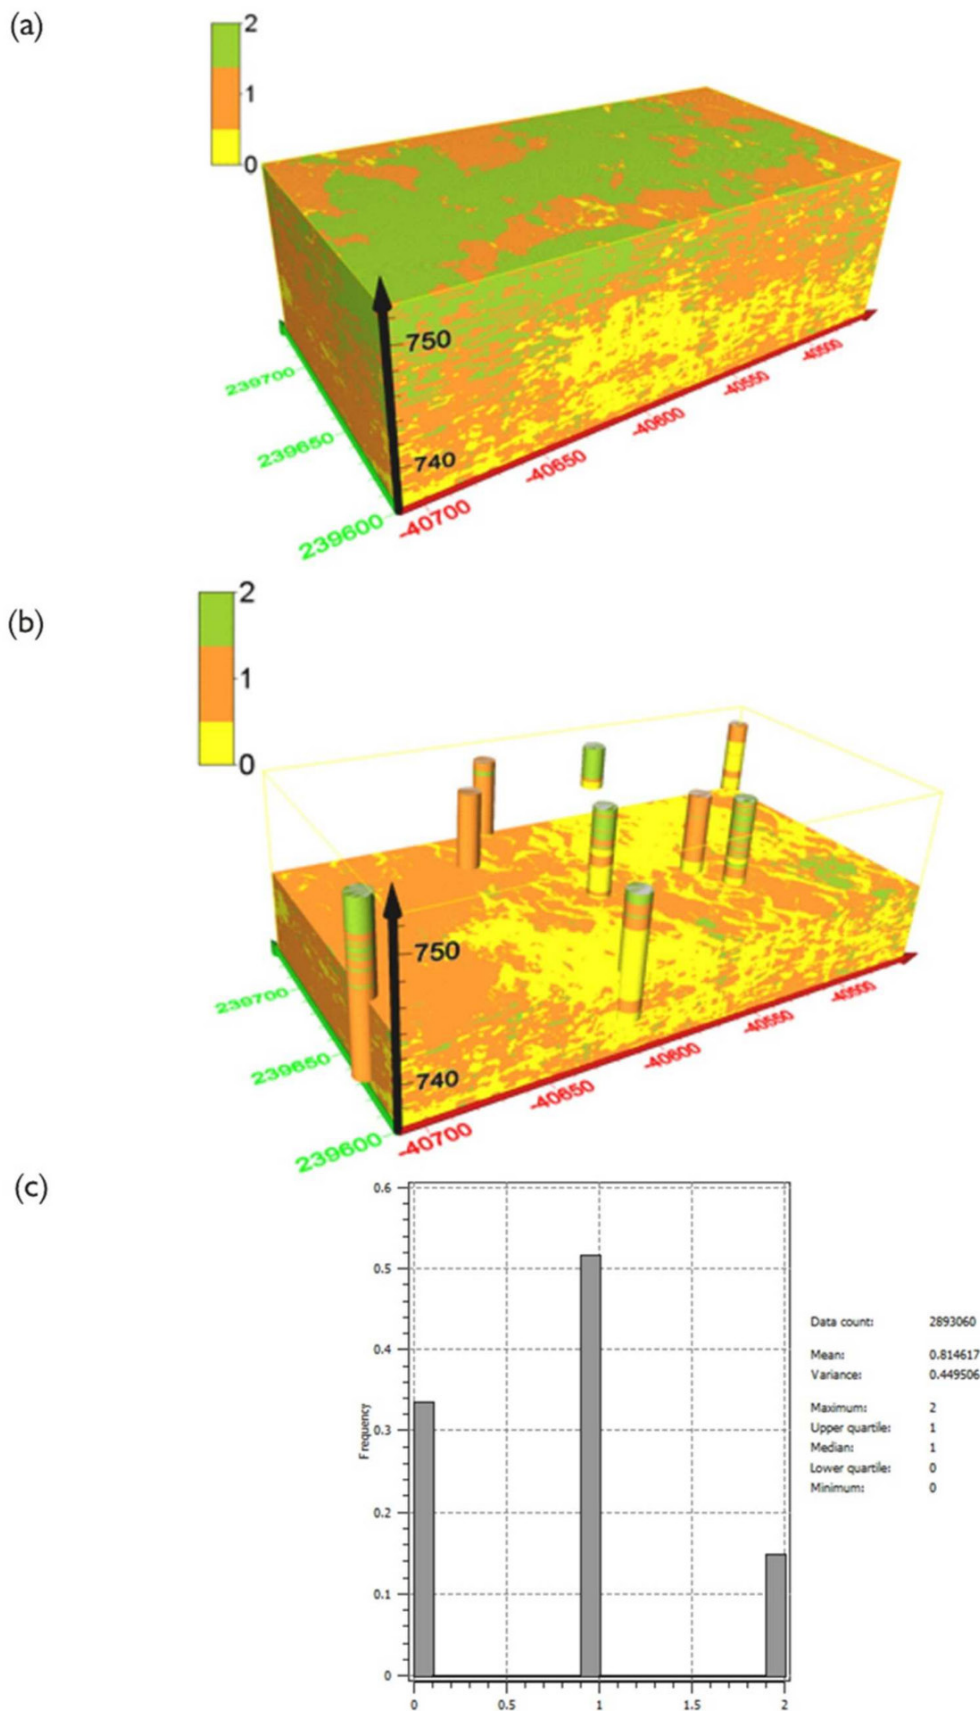 (a)
2
1
0
750
740
239700
239650
239600
-40700
-40650
-40600
-40550
-40500
(b)
2
1
0
750
740
239700
239650
239600
-40700
-40650
-40600
-40550
-40500
(c)
0.6
0.5
0.4
0.3
0.2
0.1
0
Frequency
0 0.5 1 1.5 2
Data count: 2893060
Mean: 0.814617
Variance: 0.449506
Maximum: 2
Upper quartile: 1
Median: 1
Lower quartile: 0
Minimum: 0